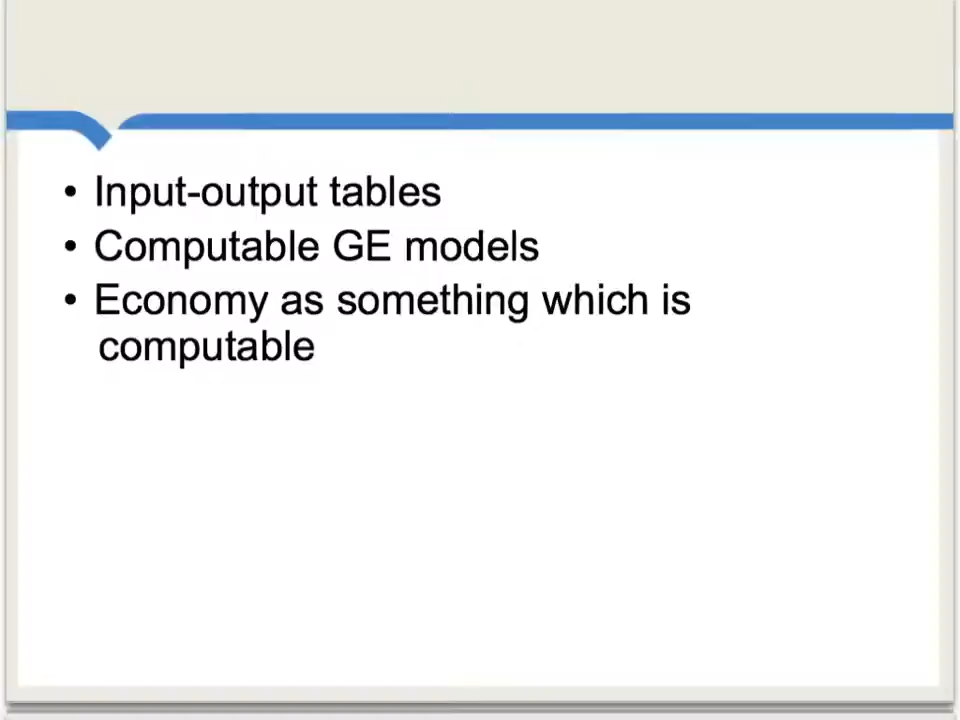 • Input-output tables
• Computable GE models
• Economy as something which is
computable